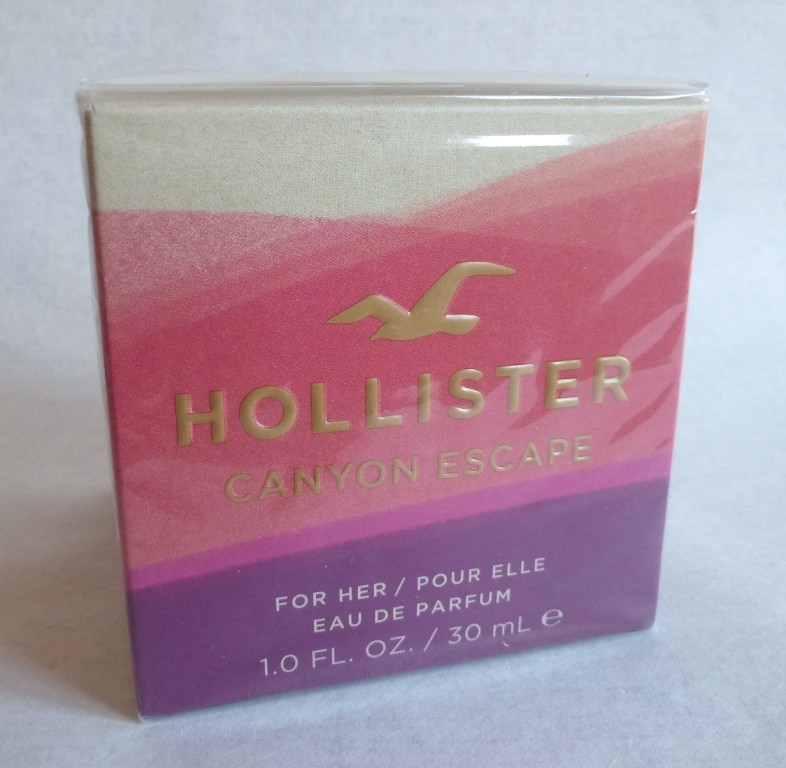 HOLLISTER
CANYON ESCAPE
FOR HER / POUR ELLE
EAU DE PARFUM
1.0 FL. OZ. / 30 mL ℮